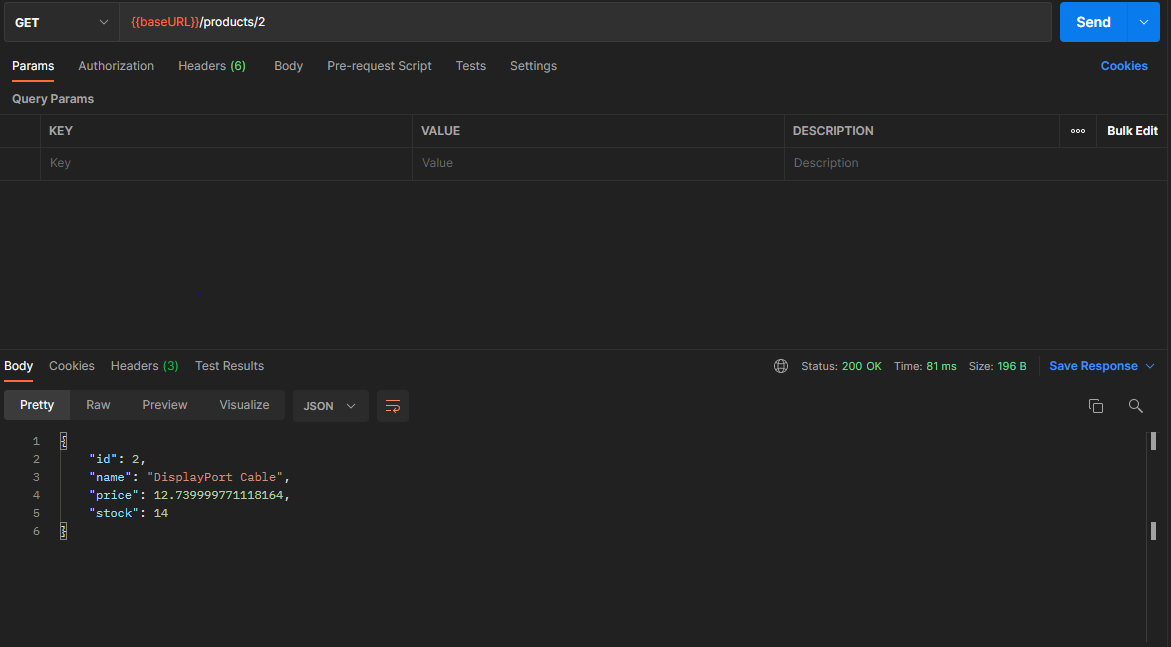 GET {{baseURL}}/products/2 Send
Params Authorization Headers (6) Body Pre-request Script Tests Settings Cookies
Query Params
KEY VALUE DESCRIPTION Bulk Edit
Key Value Description
Body Cookies Headers (3) Test Results Status: 200 OK Time: 81 ms Size: 196 B Save Response
Pretty Raw Preview Visualize JSON
1 {
2 "id": 2,
3 "name": "DisplayPort Cable",
4 "price": 12.739999771118164,
5 "stock": 14
6 }